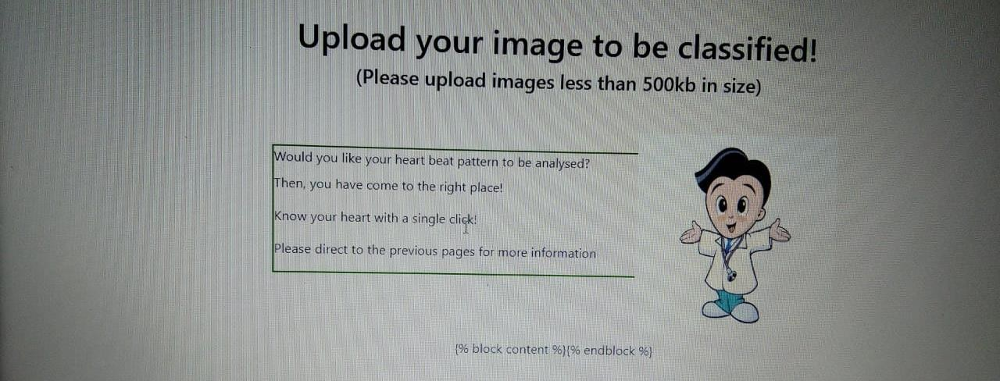 Upload your image to be classified!
(Please upload images less than 500kb in size)
Would you like your heart beat pattern to be analysed?
Then, you have come to the right place!
Know your heart with a single click!
Please direct to the previous pages for more information
{% block content %}{% endblock %}